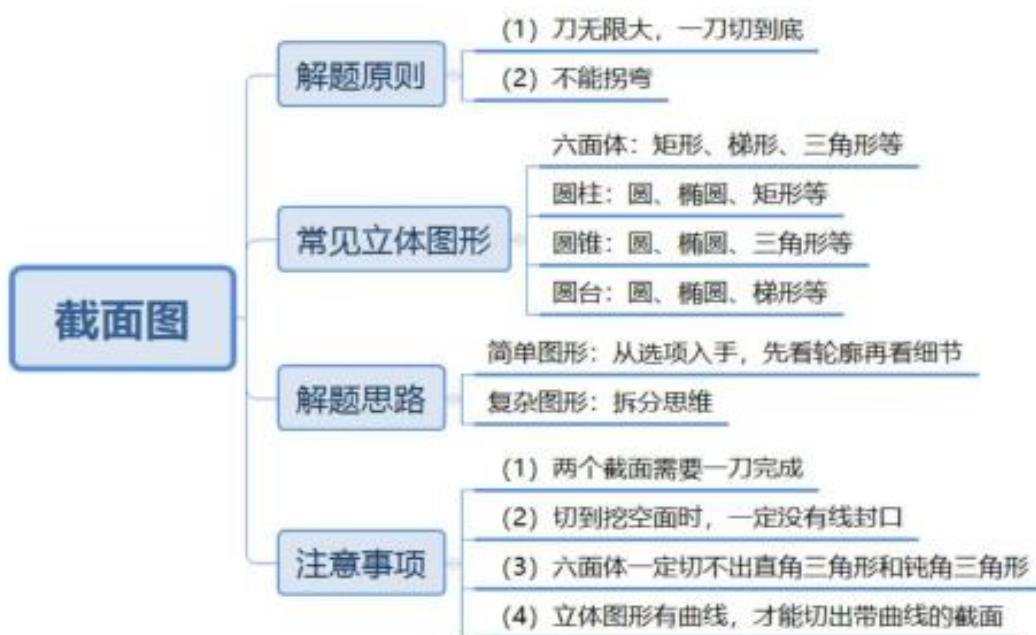 截面图
解题原则
(1) 刀无限大，一刀切到底
(2) 不能拐弯
常见立体图形
六面体：矩形、梯形、三角形等
圆柱：圆、椭圆、矩形等
圆锥：圆、椭圆、三角形等
圆台：圆、椭圆、梯形等
解题思路
简单图形：从选项入手，先看轮廓再看细节
复杂图形：拆分思维
注意事项
(1) 两个截面需要一刀完成
(2) 切到挖空面时，一定没有线封口
(3) 六面体一定切不出直角三角形和钝角三角形
(4) 立体图形有曲线，才能切出带曲线的截面